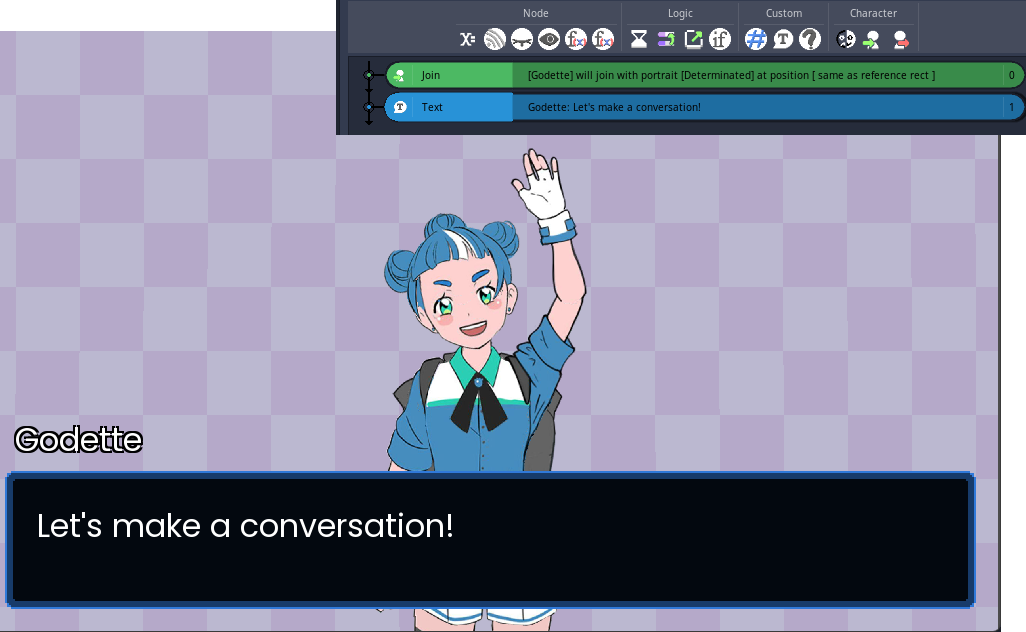 Node Logic Custom Character
Join [Godette] will join with portrait [Determinated] at position [ same as reference rect ] 0
Text Godette: Let's make a conversation! 1
Godette
Let's make a conversation!